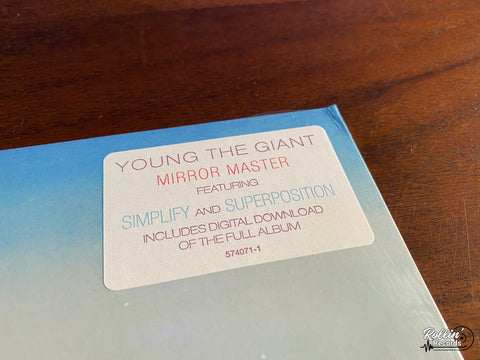 YOUNG THE GIANT
MIRROR MASTER
FEATURING
SIMPLIFY AND SUPERPOSITION
INCLUDES DIGITAL DOWNLOAD
OF THE FULL ALBUM
574071-1
Rollin'
Records